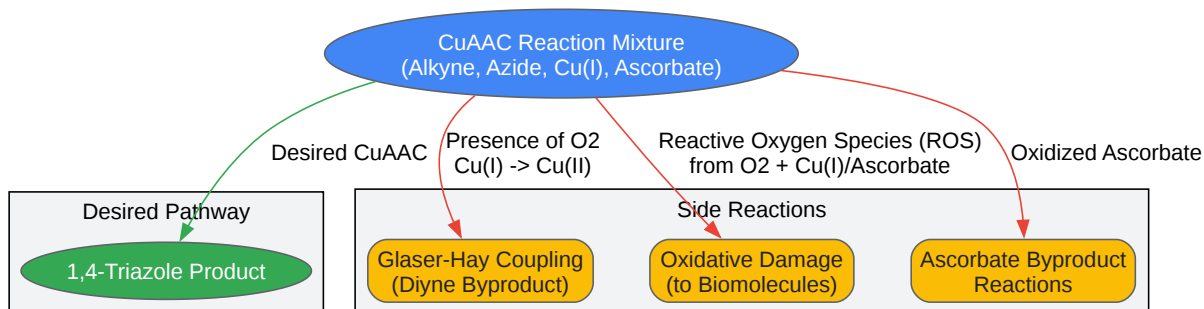 CuAAC Reaction Mixture
(Alkyne, Azide, Cu(I), Ascorbate)
Desired CuAAC
Presence of O2
Cu(I) -> Cu(II)
Reactive Oxygen Species (ROS)
from O2 + Cu(I)/Ascorbate
Oxidized Ascorbate
Desired Pathway
Side Reactions
1,4-Triazole Product
Glaser-Hay Coupling
(Diyne Byproduct)
Oxidative Damage
(to Biomolecules)
Ascorbate Byproduct
Reactions